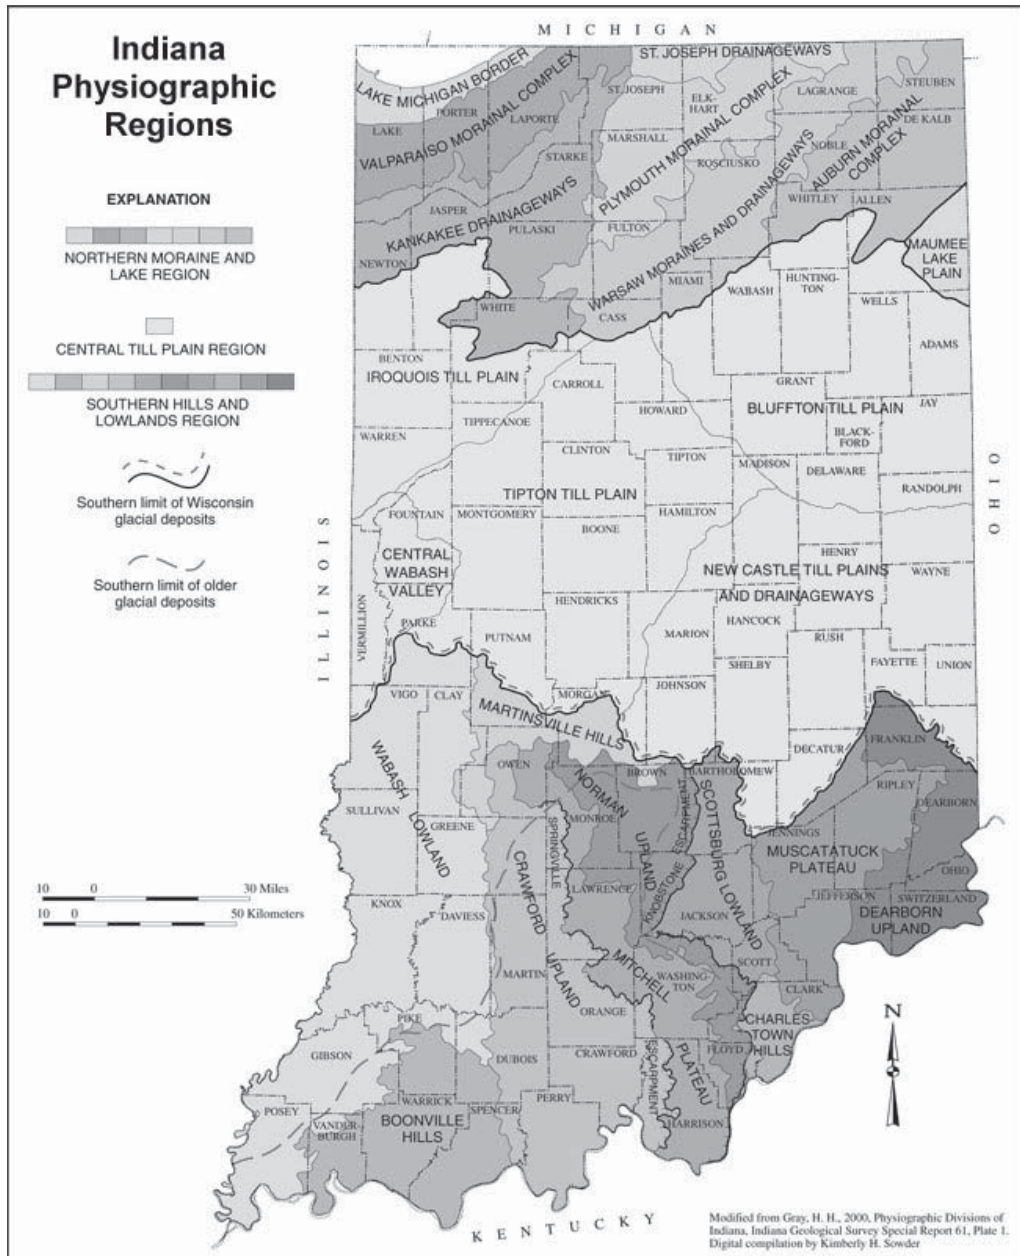 Indiana
Physiographic
Regions
EXPLANATION
NORTHERN MORAINE AND
LAKE REGION
CENTRAL TILL PLAIN REGION
SOUTHERN HILLS AND
LOWLANDS REGION
Southern limit of Wisconsin
glacial deposits
Southern limit of older
glacial deposits
10 0 30 Miles
10 0 50 Kilometers
MICHIGAN
ILLINOIS
OHIO
KENTUCKY
N
LAKE MICHIGAN BORDER
ST. JOSEPH DRAINAGEWAYS
VALPARAISO MORAINAL COMPLEX
PLYMOUTH MORAINAL COMPLEX
AUBURN MORAINAL
COMPLEX
KANKAKEE DRAINAGEWAYS
WARSAW MORAINES AND DRAINAGEWAYS
MAUMEE
LAKE
PLAIN
LAKE
PORTER
LAPORTE
ST. JOSEPH
ELK-
HART
LAGRANGE
STEUBEN
DE KALB
NOBLE
MARSHALL
STARKE
KOSCIUSKO
WHITLEY
ALLEN
JASPER
PULASKI
FULTON
NEWTON
WHITE
CASS
MIAMI
WABASH
HUNTING-
TON
WELLS
ADAMS
BENTON
IROQUOIS TILL PLAIN
CARROLL
GRANT
HOWARD
BLUFFTON TILL PLAIN
JAY
BLACK-
FORD
WARREN
TIPPECANOE
CLINTON
TIPTON
MADISON
DELAWARE
RANDOLPH
TIPTON TILL PLAIN
FOUNTAIN
MONTGOMERY
BOONE
HAMILTON
HENRY
WAYNE
CENTRAL
WABASH
VALLEY
NEW CASTLE TILL PLAINS
AND DRAINAGEWAYS
VERMILLION
PARKE
PUTNAM
HENDRICKS
MARION
HANCOCK
RUSH
FAYETTE
UNION
SHELBY
JOHNSON
MORGAN
VIGO
CLAY
MARTINSVILLE HILLS
DECATUR
FRANKLIN
OWEN
BROWN
BARTHOLOMEW
RIPLEY
DEARBORN
WABASH
LOWLAND
SULLIVAN
GREENE
MONROE
NORMAN
UPLAND
KNOBSTONE ESCARPMENT
SCOTTSBURG LOWLAND
JENNINGS
MUSCATATUCK
PLATEAU
OHIO
SWITZERLAND
JEFFERSON
DEARBORN
UPLAND
CRAWFORD
UPLAND
SPRINGVILLE
ESCARPMENT
LAWRENCE
JACKSON
KNOX
DAVIESS
MARTIN
MITCHELL
PLATEAU
WASHING-
TON
SCOTT
CLARK
ORANGE
CHARLES-
TOWN
HILLS
PIKE
GIBSON
DUBOIS
CRAWFORD
FLOYD
HARRISON
POSEY
VANDER-
BURGH
WARRICK
BOONVILLE
HILLS
SPENCER
PERRY
Modified from Gray, H. H., 2000, Physiographic Divisions of
Indiana, Indiana Geological Survey Special Report 61, Plate 1.
Digital compilation by Kimberly H. Sowder